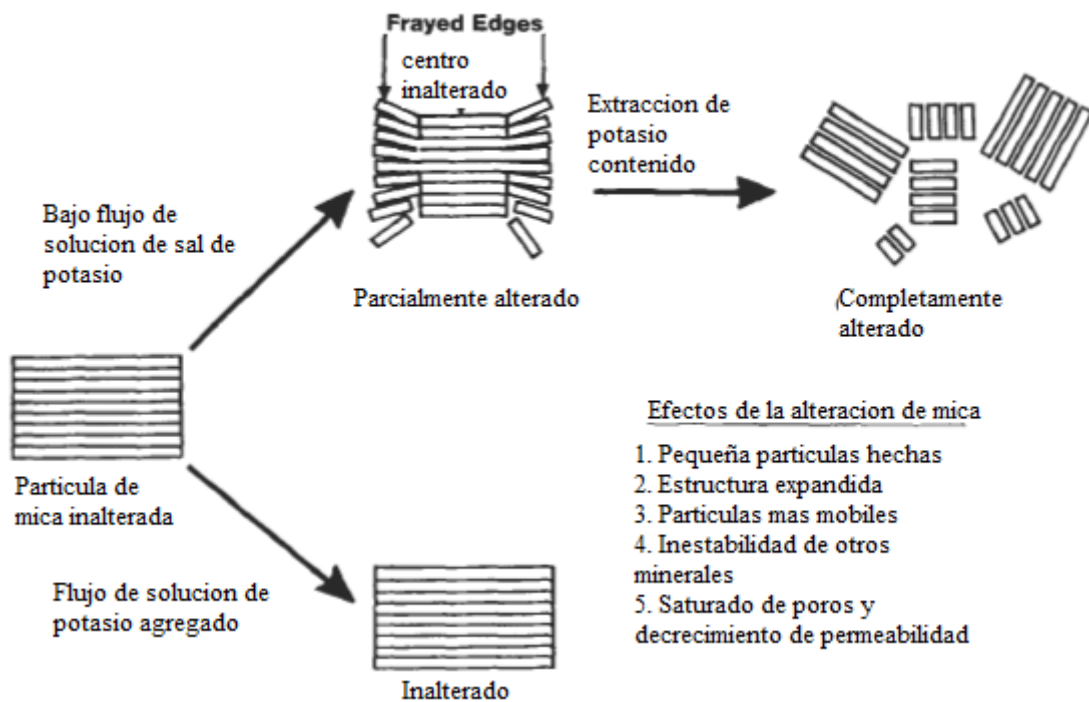 Frayed Edges
centro
inalterado
Extraccion de
potasio
contenido
Bajo flujo de
solucion de sal de
potasio
Parcialmente alterado
Completamente
alterado
Particula de
mica inalterada
Flujo de solucion de
potasio agregado
Inalterado
Efectos de la alteracion de mica
1. Pequeña particulas hechas
2. Estructura expandida
3. Particulas mas mobiles
4. Inestabilidad de otros
minerales
5. Saturado de poros y
decrecimiento de permeabilidad